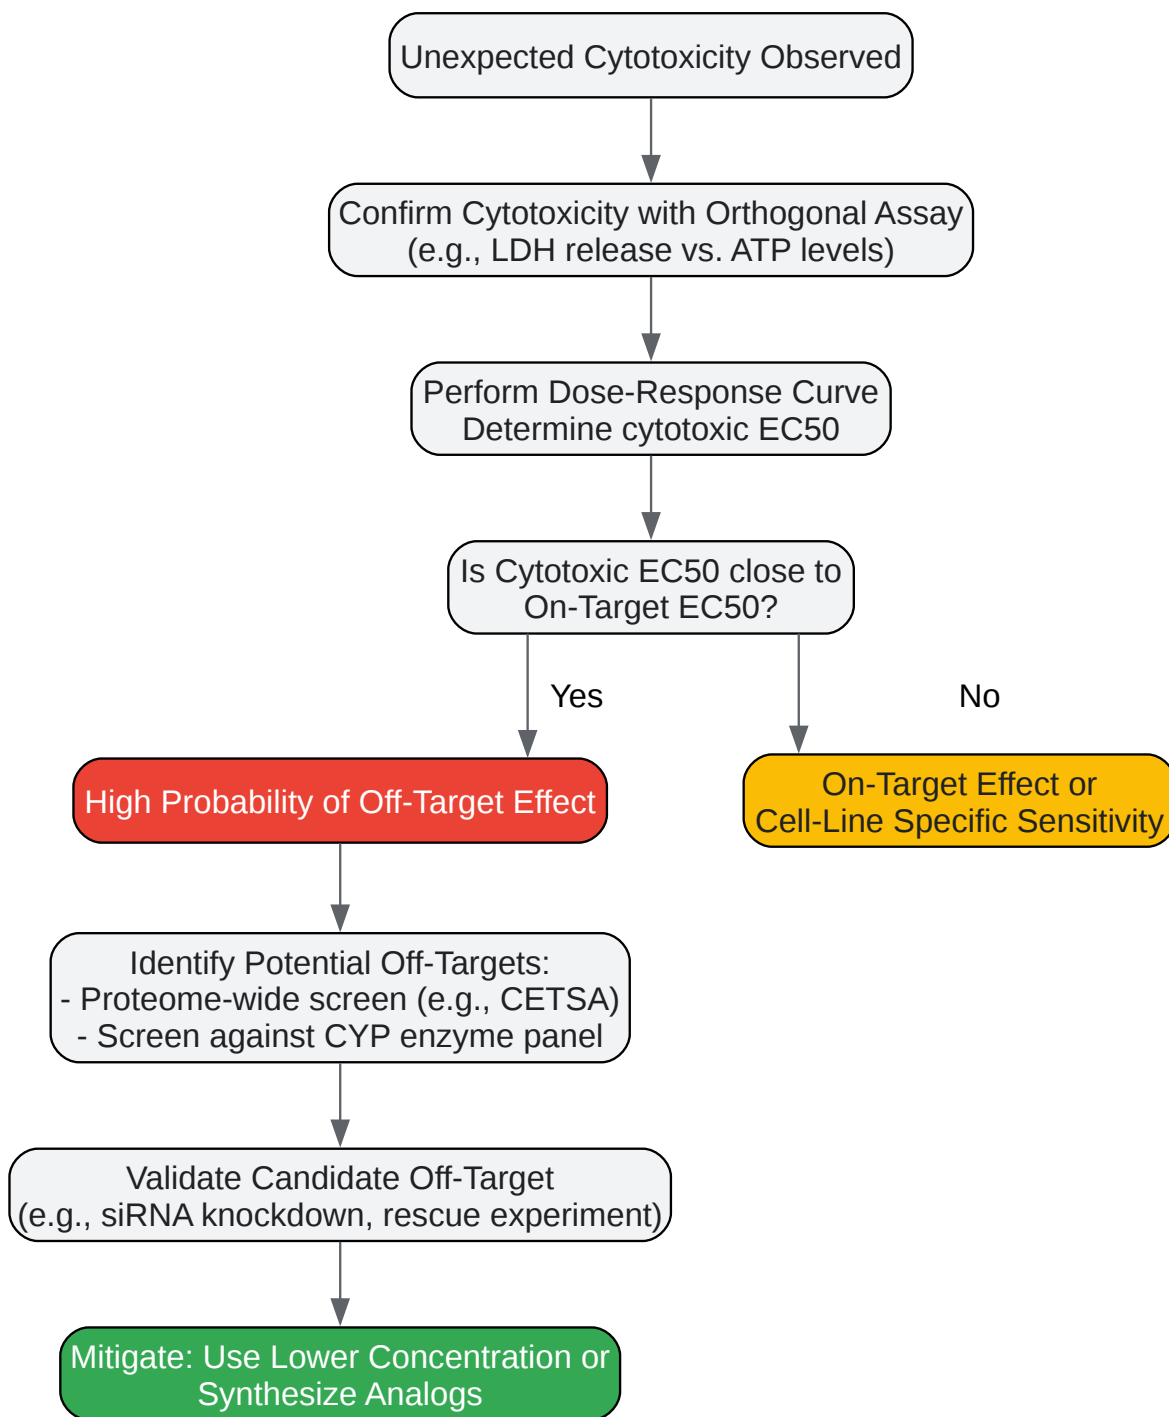 Unexpected Cytotoxicity Observed
Confirm Cytotoxicity with Orthogonal Assay
(e.g., LDH release vs. ATP levels)
Perform Dose-Response Curve
Determine cytotoxic EC50
Is Cytotoxic EC50 close to
On-Target EC50?
Yes
No
High Probability of Off-Target Effect
On-Target Effect or
Cell-Line Specific Sensitivity
Identify Potential Off-Targets:
- Proteome-wide screen (e.g., CETSA)
- Screen against CYP enzyme panel
Validate Candidate Off-Target
(e.g., siRNA knockdown, rescue experiment)
Mitigate: Use Lower Concentration or
Synthesize Analogs